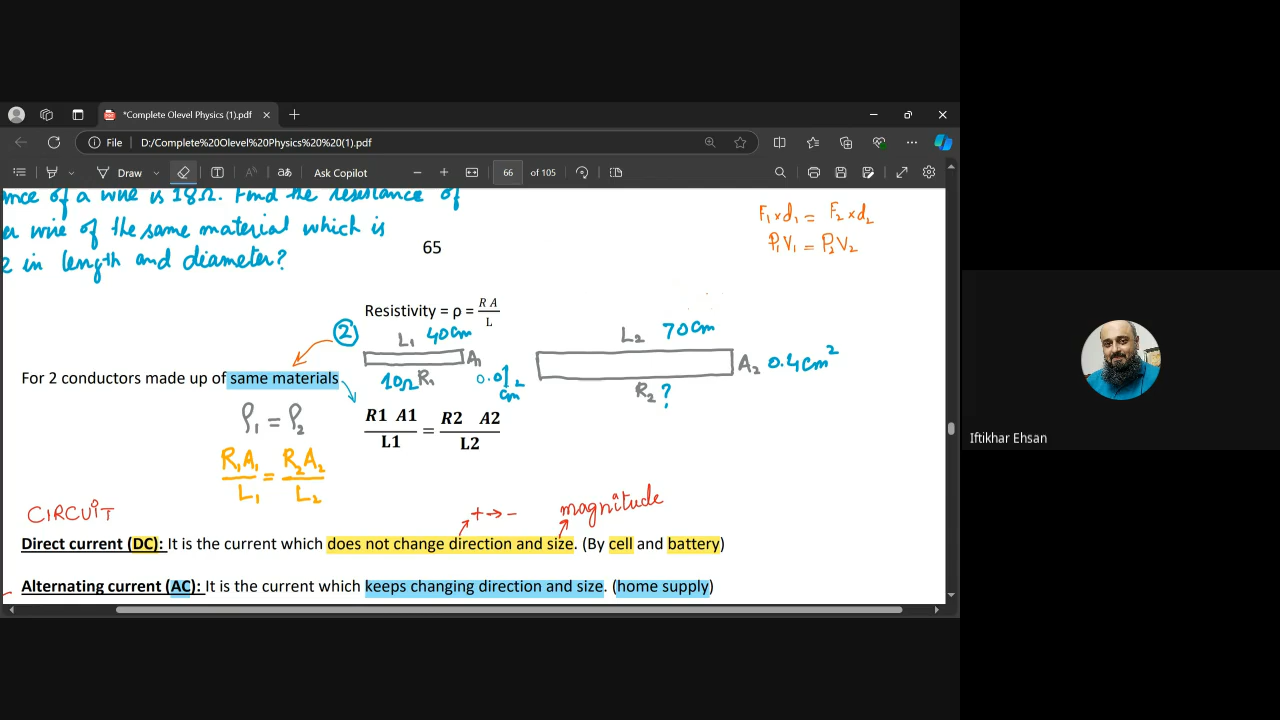 *Complete Olevel Physics (1).pdf
File D:/Complete%20Olevel%20Physics%20%20(1).pdf
Draw Ask Copilot 66 of 105
nce of a wire is 18Ω. Find the resistance of
er wire of the same material which is
e in length and diameter?
65
F₁ x d₁ = F₂ x d₂
P₁V₁ = P₂V₂
Resistivity = ρ = R A / L
2
L₁ 40cm
A₁
10Ω R₁
0.01 cm²
L₂ 70cm
A₂ 0.4cm²
R₂ ?
For 2 conductors made up of same materials
ρ₁ = ρ₂
R1 A1 / L1 = R2 A2 / L2
R₁A₁ / L₁ = R₂A₂ / L₂
CIRCUIT
+ → -
magnitude
Direct current (DC): It is the current which does not change direction and size. (By cell and battery)
Alternating current (AC): It is the current which keeps changing direction and size. (home supply)
Iftikhar Ehsan